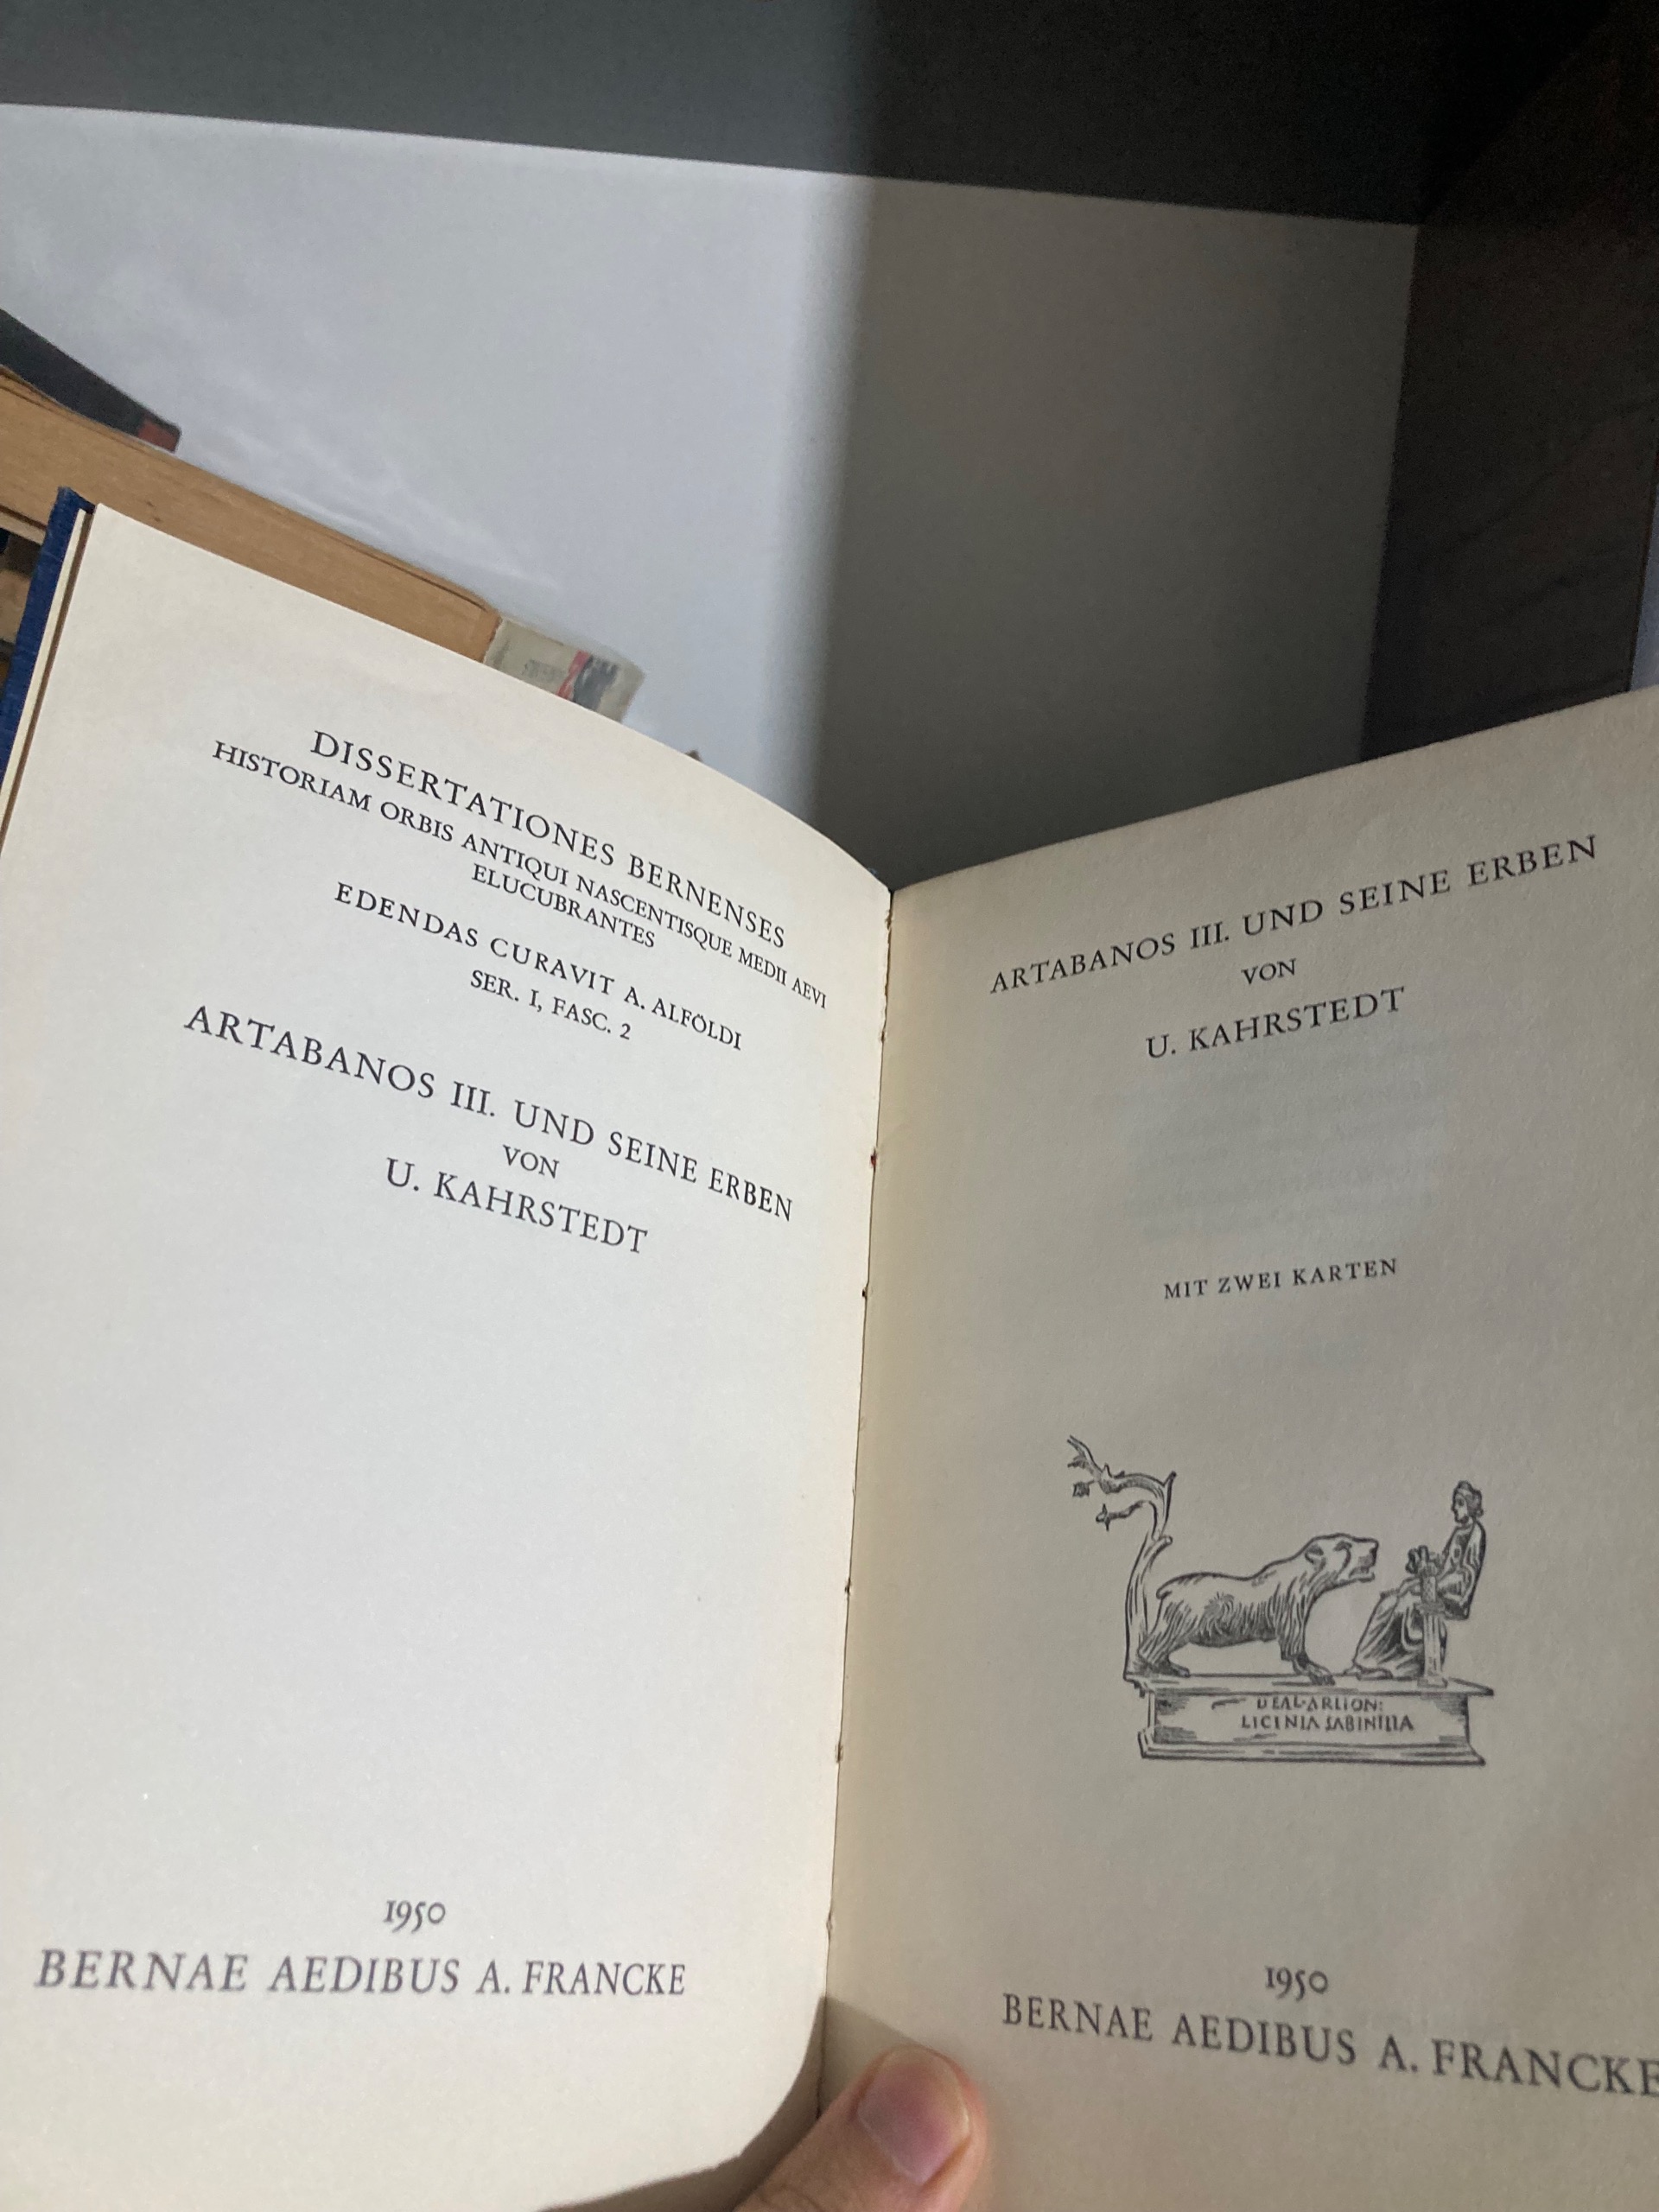 DISSERTATIONES BERNENSES
HISTORIAM ORBIS ANTIQUI NASCENTISQUE MEDII AEVI
ELUCUBRANTES
EDENDAS CURAVIT A. ALFÖLDI
SER. I, FASC. 2
ARTABANOS III. UND SEINE ERBEN
VON
U. KAHRSTEDT
1950
BERNAE AEDIBUS A. FRANCKE
ARTABANOS III. UND SEINE ERBEN
VON
U. KAHRSTEDT
MIT ZWEI KARTEN
LICINIA SABINILLA
1950
BERNAE AEDIBUS A. FRANCKE